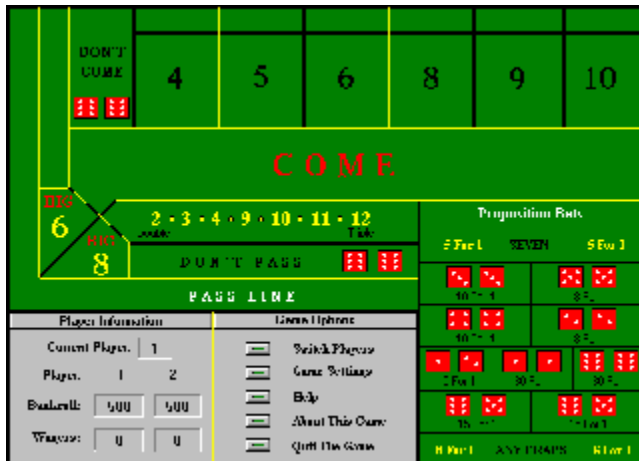 DON'T
COME
4 5 6 8 9 10
COME
BIG
6
BIG
8
2 · 3 · 4 · 9 · 10 · 11 · 12
Double Triple
DON'T PASS
PASS LINE
Proposition Bets
5 For 1 SEVEN 5 For 1
10 For 1 8 For 1
10 For 1 8 For 1
30 For 1
15 For 1 15 For 1
8 For 1 ANY CRAPS 8 For 1
Player Information
Current Player: 1
Player: 1 2
Bankroll: 500 500
Wagers: 0 0
Game Options
Switch Players
Game Settings
Help
About This Game
Quit The Game